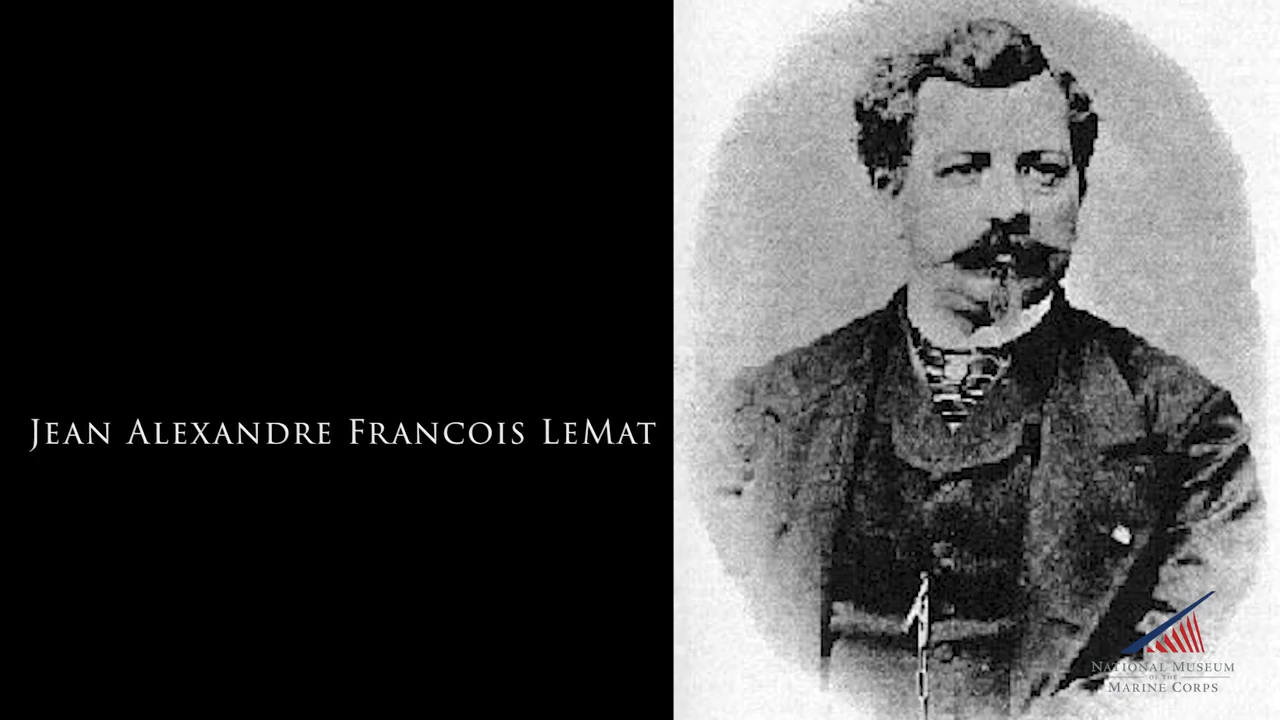 Jean Alexandre Francois LeMat
National Museum
of the
Marine Corps